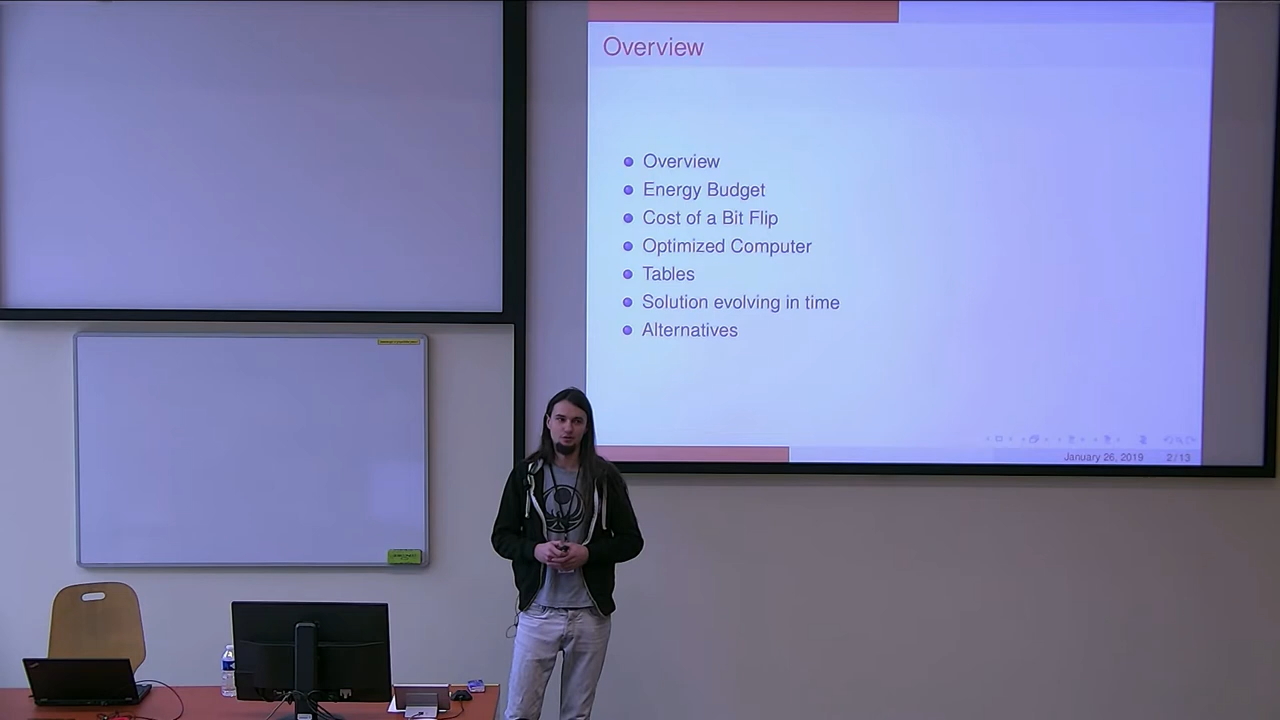 Overview
Overview
Energy Budget
Cost of a Bit Flip
Optimized Computer
Tables
Solution evolving in time
Alternatives
January 26, 2019 2/13